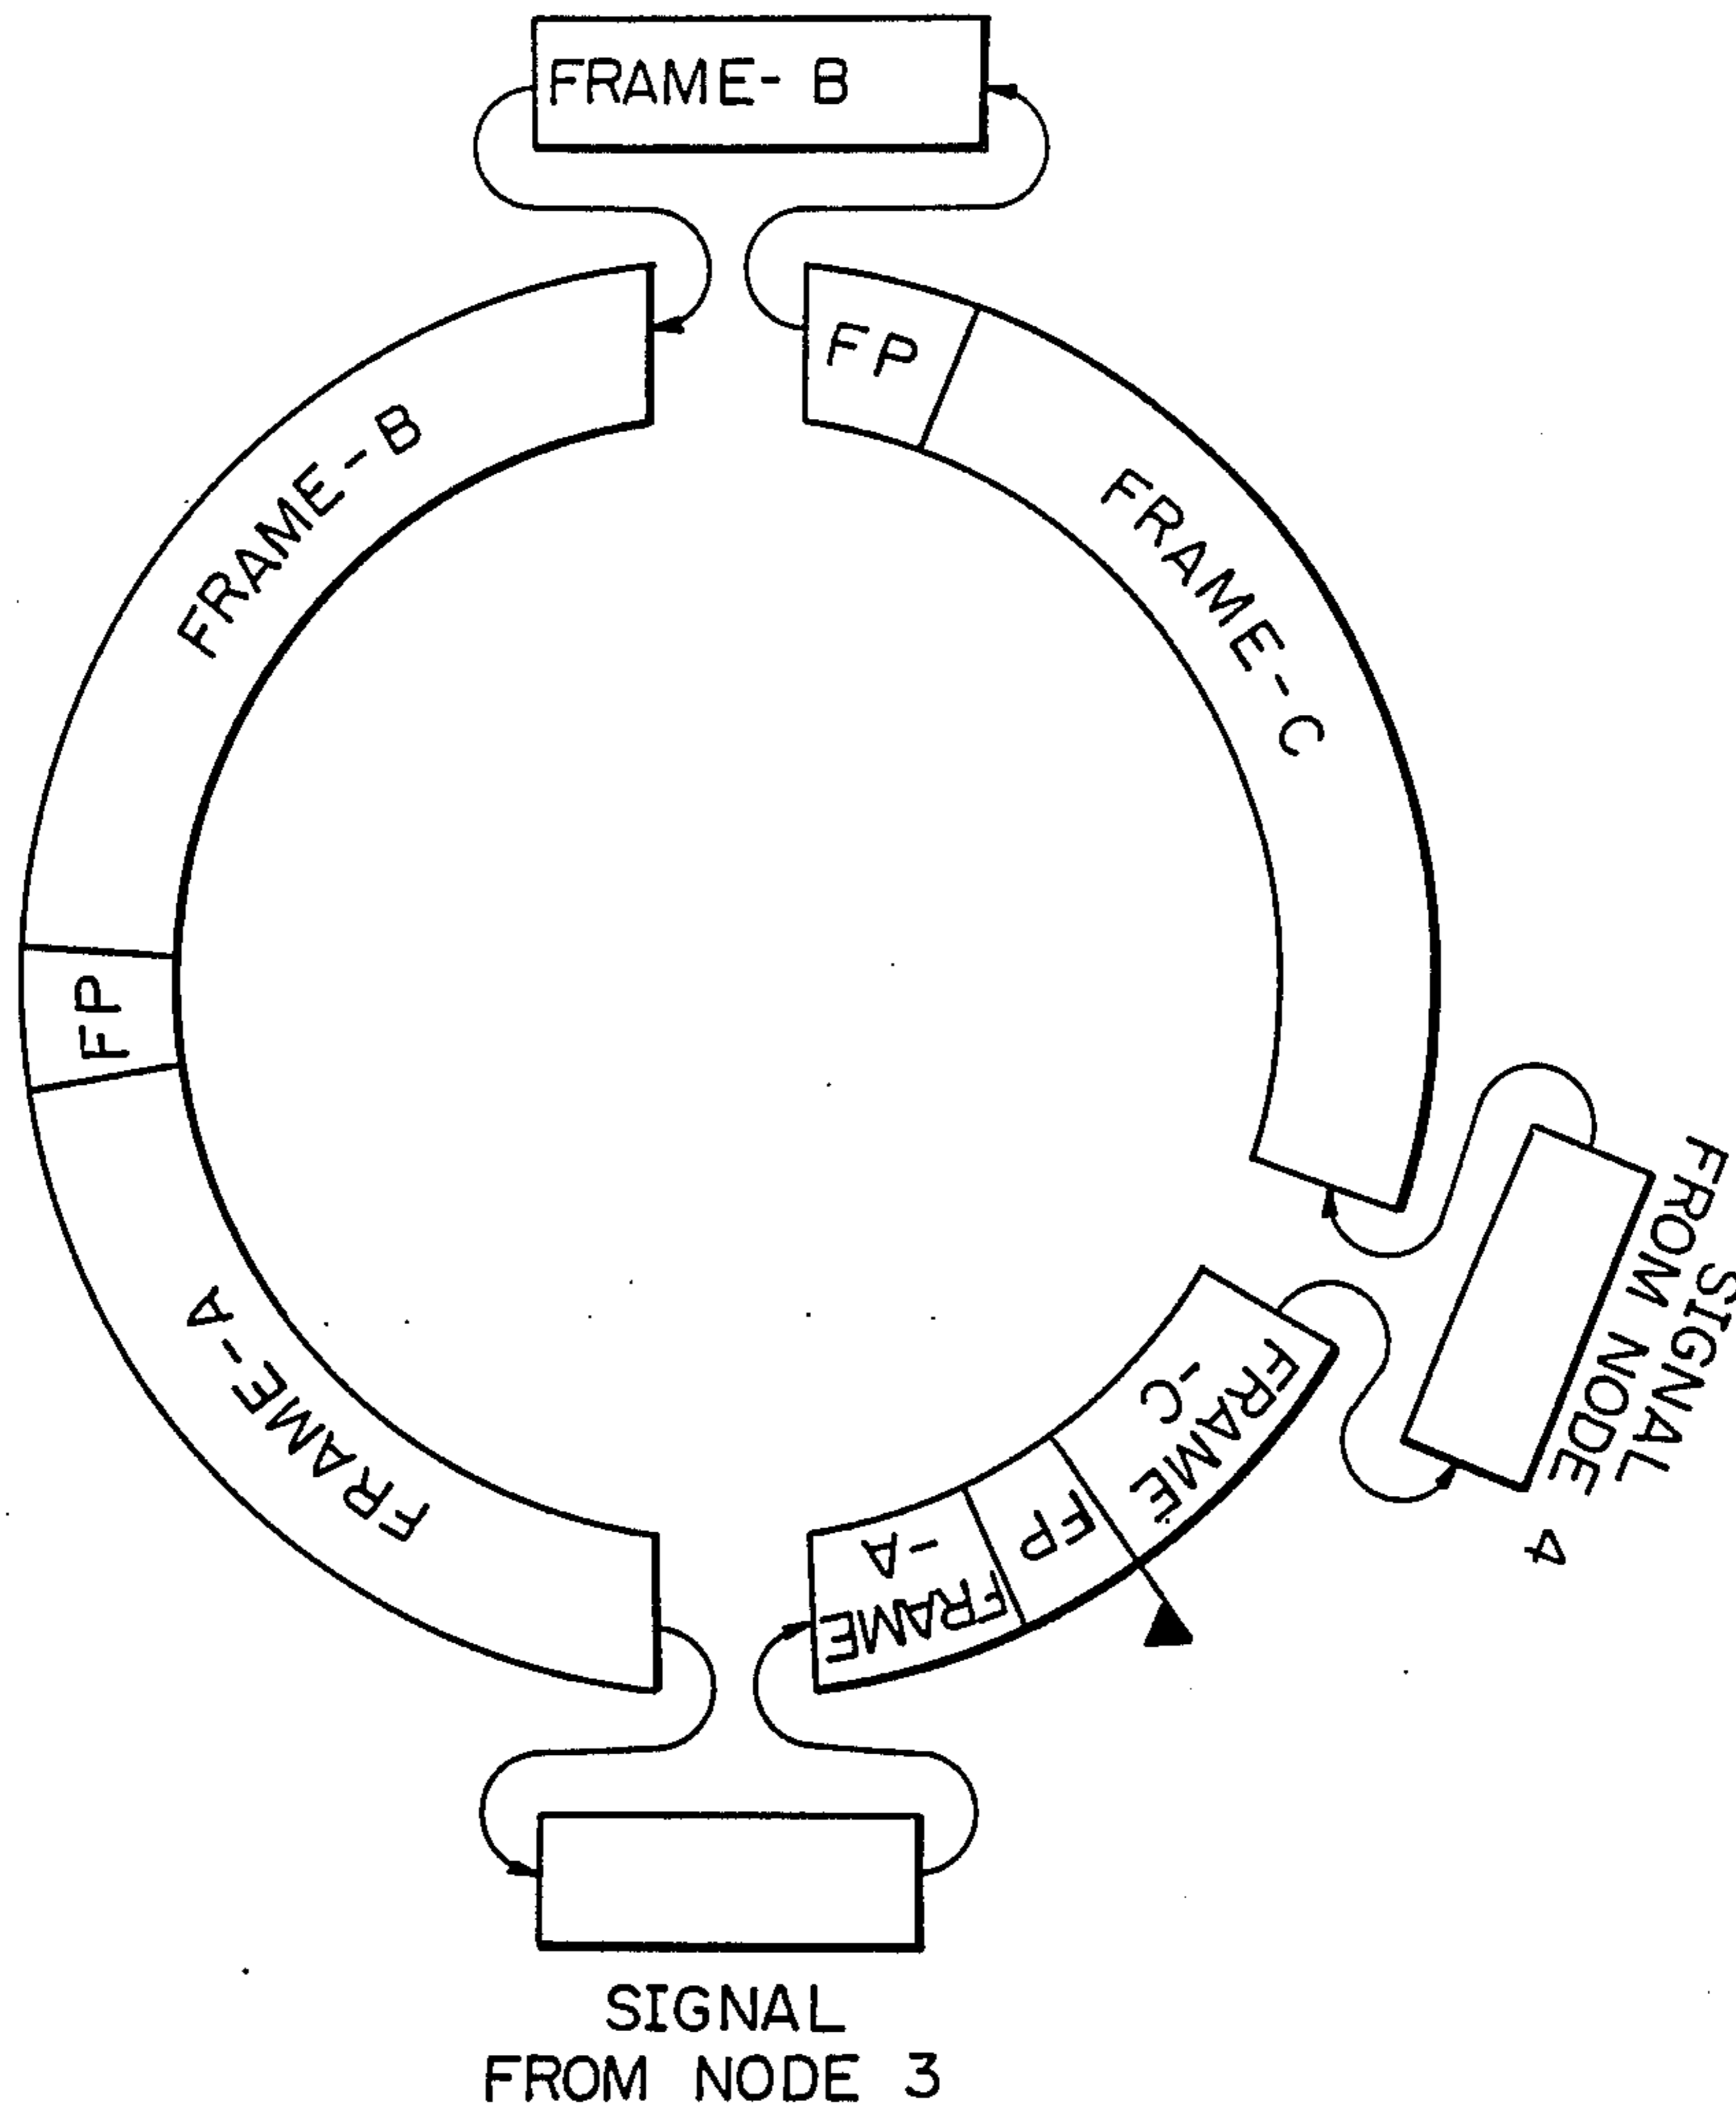 FRAME- B
FP
FRAME-C
FRAME-B
FP
FRAME-A
FRAME
-C
FP
FRAME
-A
SIGNAL
FROM NODE
4
SIGNAL
FROM NODE 3